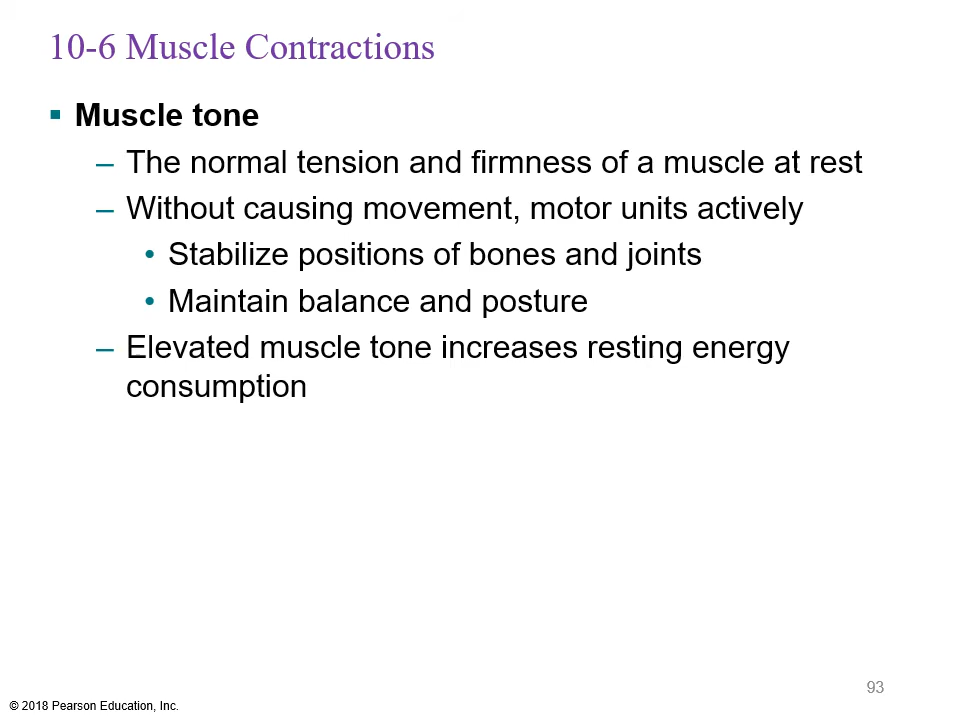 10-6 Muscle Contractions
▪ Muscle tone
– The normal tension and firmness of a muscle at rest
– Without causing movement, motor units actively
• Stabilize positions of bones and joints
• Maintain balance and posture
– Elevated muscle tone increases resting energy
consumption
93
© 2018 Pearson Education, Inc.